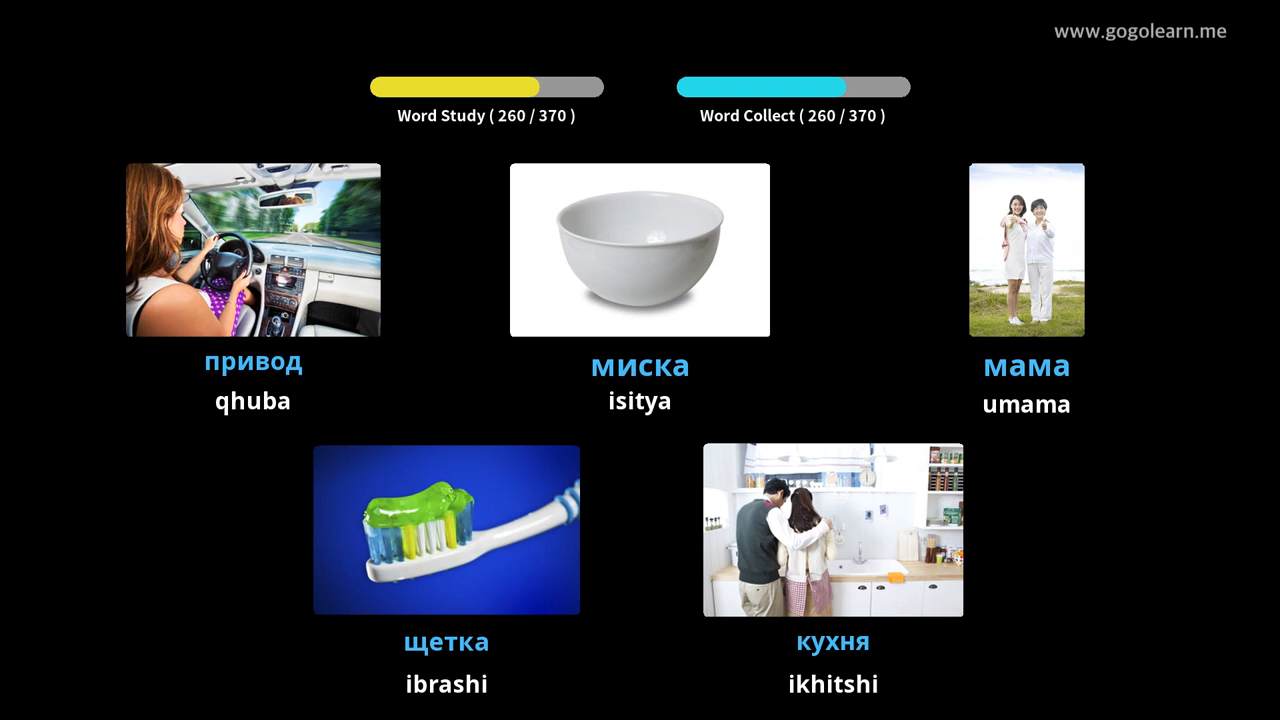 www.gogolearn.me
Word Study ( 260 / 370 )
Word Collect ( 260 / 370 )
привод
qhuba
миска
isitya
мама
umama
щетка
ibrashi
кухня
ikhitshi